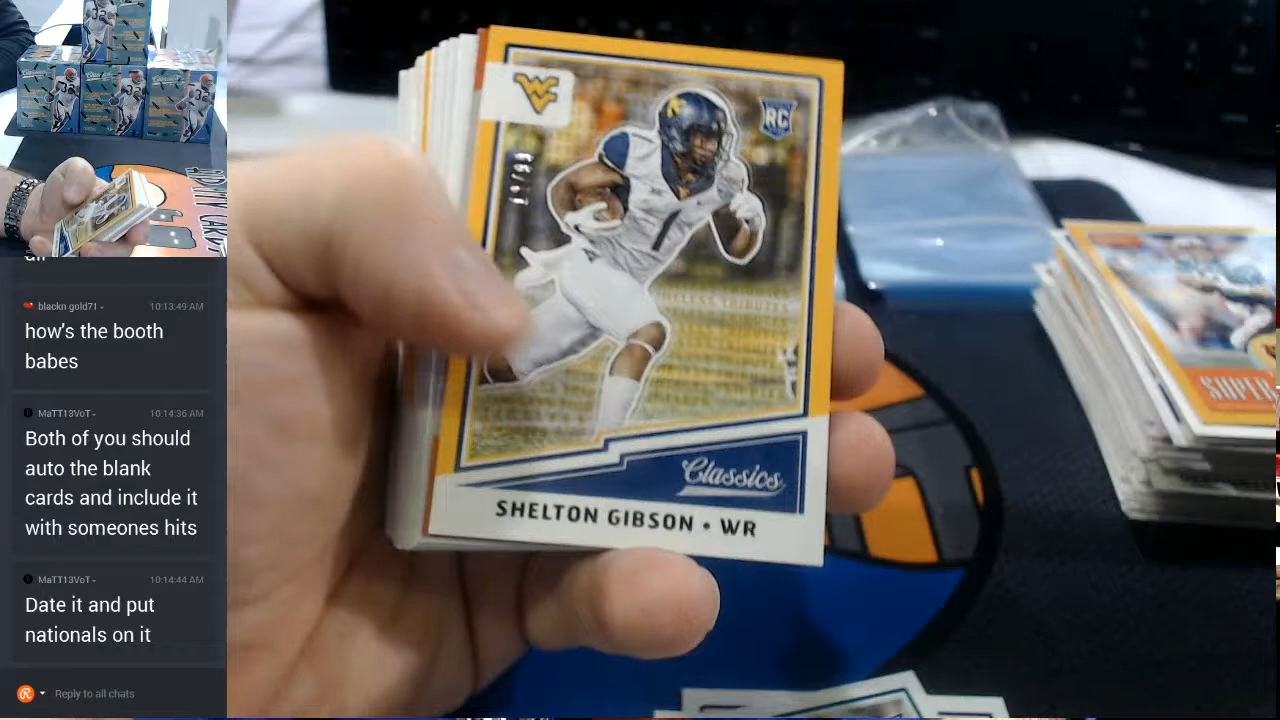 blackn gold71
10:13:49 AM
how's the booth
babes
MaTT13VoT
10:14:36 AM
Both of you should
auto the blank
cards and include it
with someones hits
MaTT13VoT
10:14:44 AM
Date it and put
nationals on it
Reply to all chats
RC
1
Classics
SHELTON GIBSON • WR
SUPER